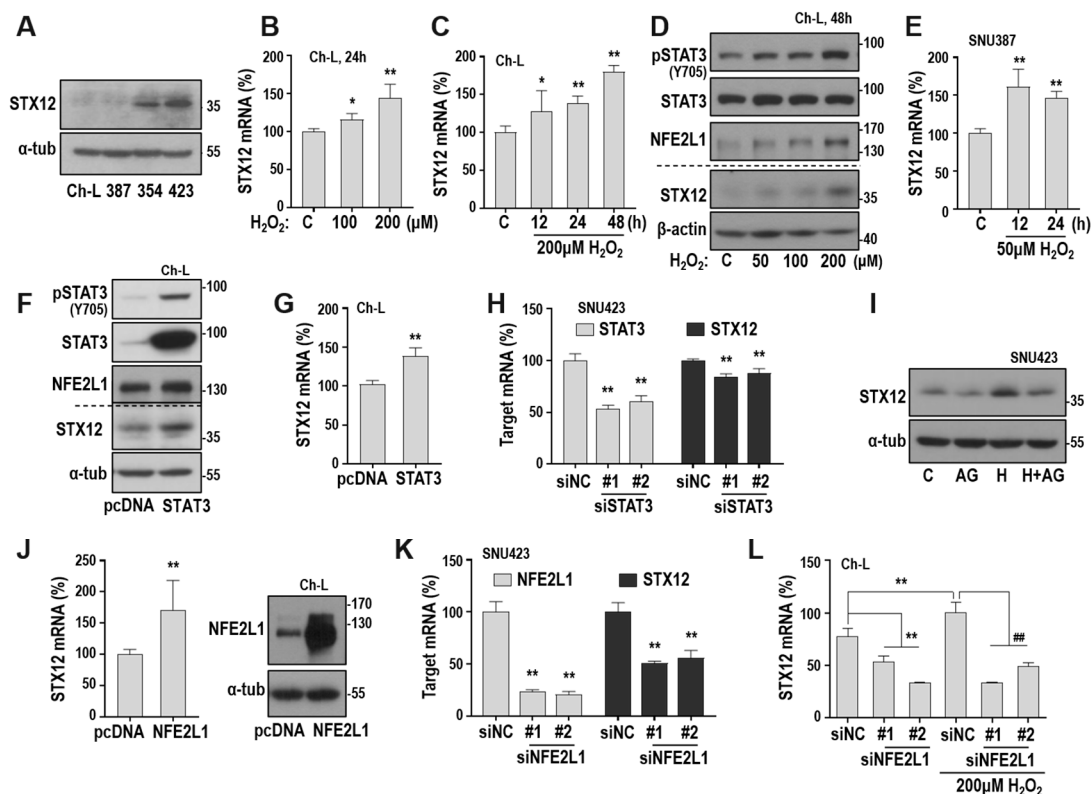 A
STX12
35
α-tub
55
Ch-L 387 354 423
B
Ch-L, 24h
STX12 mRNA (%)
200
150
100
50
0
* **
H₂O₂: C 100 200 (μM)
C
Ch-L
STX12 mRNA (%)
200
150
100
50
0
* ** **
C 12 24 48 (h)
200μM H₂O₂
D
Ch-L, 48h
pSTAT3
(Y705)
-100
STAT3
-100
NFE2L1
-170
-130
STX12
-35
β-actin
-40
H₂O₂: C 50 100 200 (μM)
E
SNU387
STX12 mRNA (%)
200
150
100
50
0
** **
C 12 24 (h)
50μM H₂O₂
F
Ch-L
pSTAT3
(Y705)
-100
STAT3
-100
NFE2L1
-130
STX12
-35
α-tub
-55
pcDNA STAT3
G
Ch-L
STX12 mRNA (%)
200
150
100
50
0
**
pcDNA STAT3
H
SNU423
STAT3 STX12
Target mRNA (%)
150
100
50
0
** ** ** **
siNC #1 #2 siNC #1 #2
siSTAT3 siSTAT3
I
SNU423
STX12
35
α-tub
55
C AG H H+AG
J
STX12 mRNA (%)
250
200
150
100
50
0
**
pcDNA NFE2L1
Ch-L
NFE2L1
-170
-130
α-tub
-55
pcDNA NFE2L1
K
SNU423
NFE2L1 STX12
Target mRNA (%)
150
100
50
0
** ** ** **
siNC #1 #2 siNC #1 #2
siNFE2L1 siNFE2L1
L
Ch-L
STX12 mRNA (%)
150
100
50
0
**
** ##
siNC #1 #2 siNC #1 #2
siNFE2L1 siNFE2L1
200μM H₂O₂